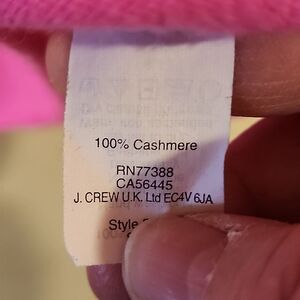 100% Cashmere
RN77388
CA56445
J. CREW U.K. Ltd EC4V 6JA
Style